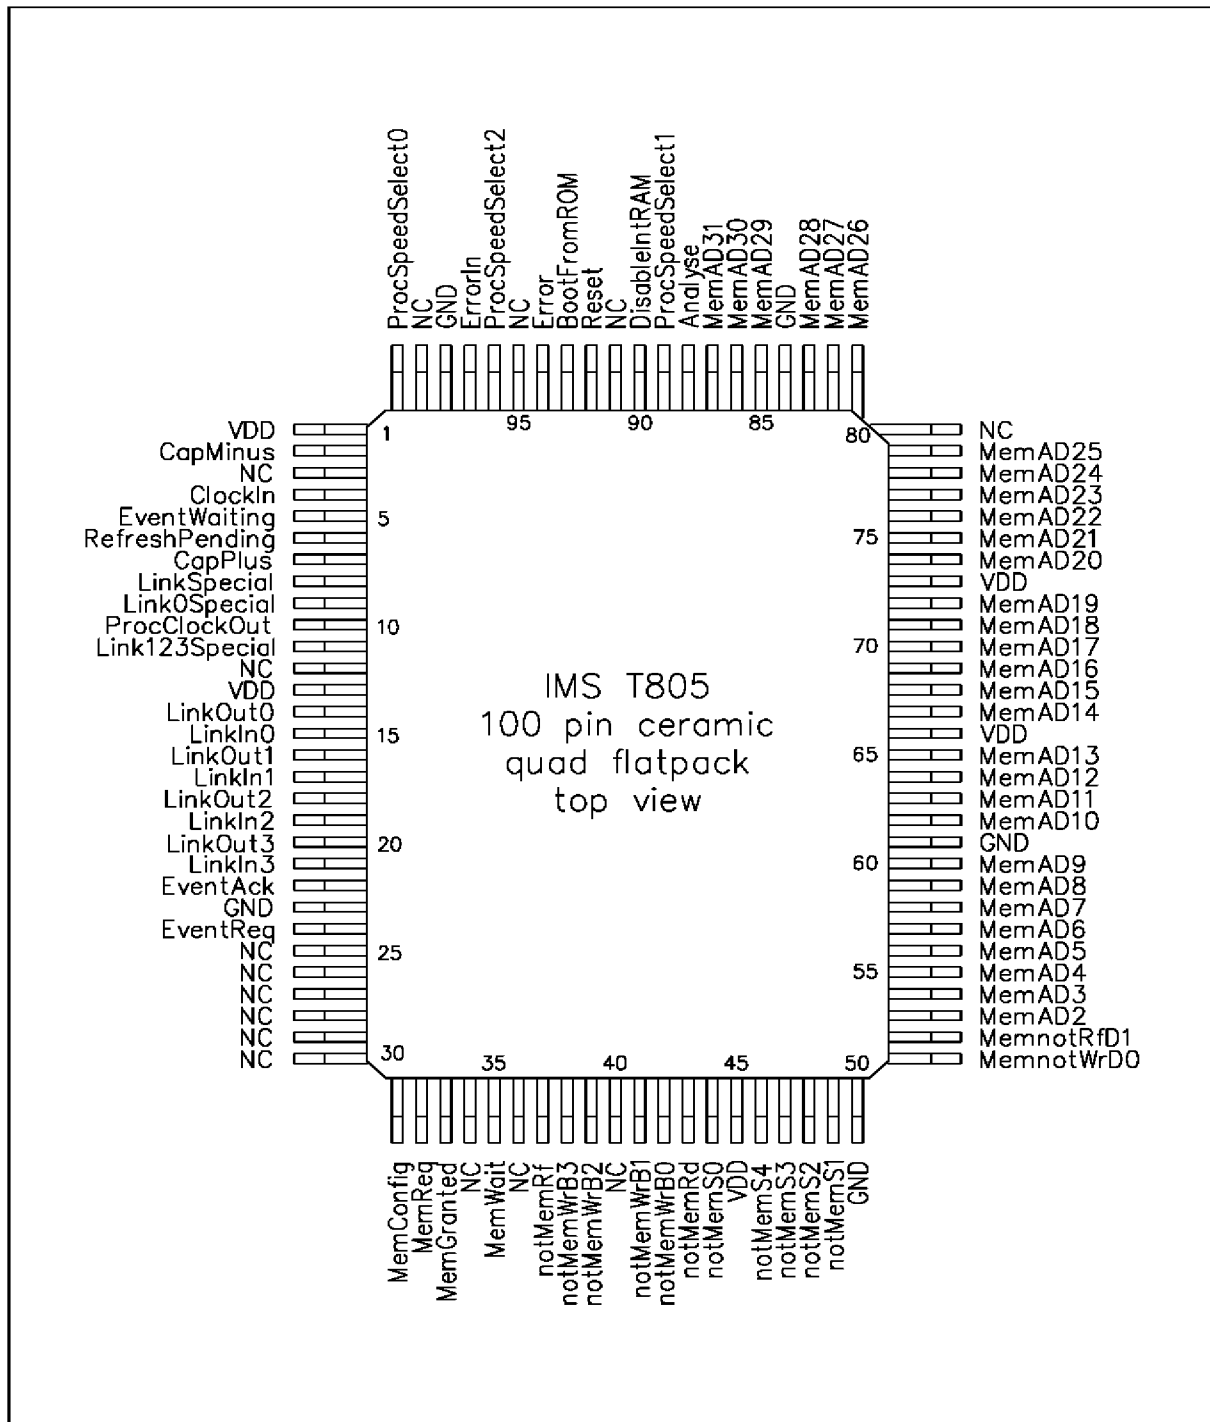 ProcSpeedSelect0
NC
GND
ErrorIn
ProcSpeedSelect2
NC
Error
BootFromROM
Reset
NC
DisableIntRAM
ProcSpeedSelect1
Analyse
MemAD31
MemAD30
MemAD29
GND
MemAD28
MemAD27
MemAD26
95
90
85
80
VDD
CapMinus
NC
ClockIn
EventWaiting
RefreshPending
CapPlus
LinkSpecial
Link0Special
ProcClockOut
Link123Special
NC
VDD
LinkOut0
LinkIn0
LinkOut1
LinkIn1
LinkOut2
LinkIn2
LinkOut3
LinkIn3
EventAck
GND
EventReq
NC
NC
NC
NC
NC
NC
1
5
10
15
20
25
30
IMS T805
100 pin ceramic
quad flatpack
top view
75
70
65
60
55
50
NC
MemAD25
MemAD24
MemAD23
MemAD22
MemAD21
MemAD20
VDD
MemAD19
MemAD18
MemAD17
MemAD16
MemAD15
MemAD14
VDD
MemAD13
MemAD12
MemAD11
MemAD10
GND
MemAD9
MemAD8
MemAD7
MemAD6
MemAD5
MemAD4
MemAD3
MemAD2
MemnotRfD1
MemnotWrD0
35
40
45
MemConfig
MemReq
MemGranted
NC
MemWait
NC
notMemRf
notMemWrB3
notMemWrB2
NC
notMemWrB1
notMemWrB0
notMemRd
notMemS0
VDD
notMemS4
notMemS3
notMemS2
notMemS1
GND